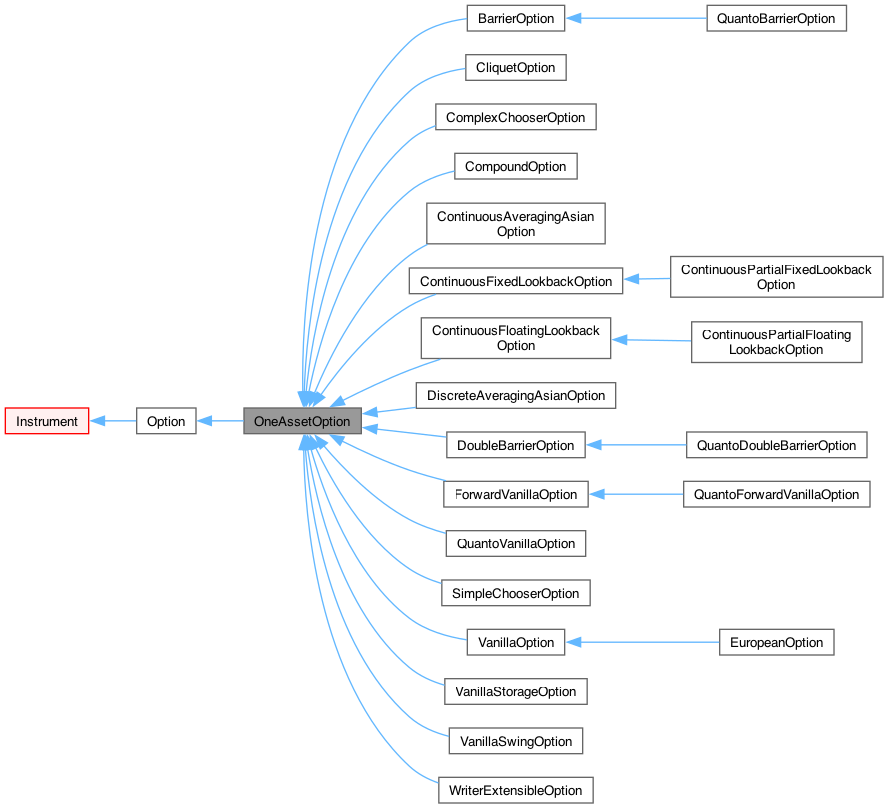 BarrierOption
QuantoBarrierOption
CliquetOption
ComplexChooserOption
CompoundOption
ContinuousAveragingAsian
Option
ContinuousFixedLookbackOption
ContinuousPartialFixedLookback
Option
ContinuousFloatingLookback
Option
ContinuousPartialFloating
LookbackOption
DiscreteAveragingAsianOption
Instrument
Option
OneAssetOption
DoubleBarrierOption
QuantoDoubleBarrierOption
ForwardVanillaOption
QuantoForwardVanillaOption
QuantoVanillaOption
SimpleChooserOption
VanillaOption
EuropeanOption
VanillaStorageOption
VanillaSwingOption
WriterExtensibleOption